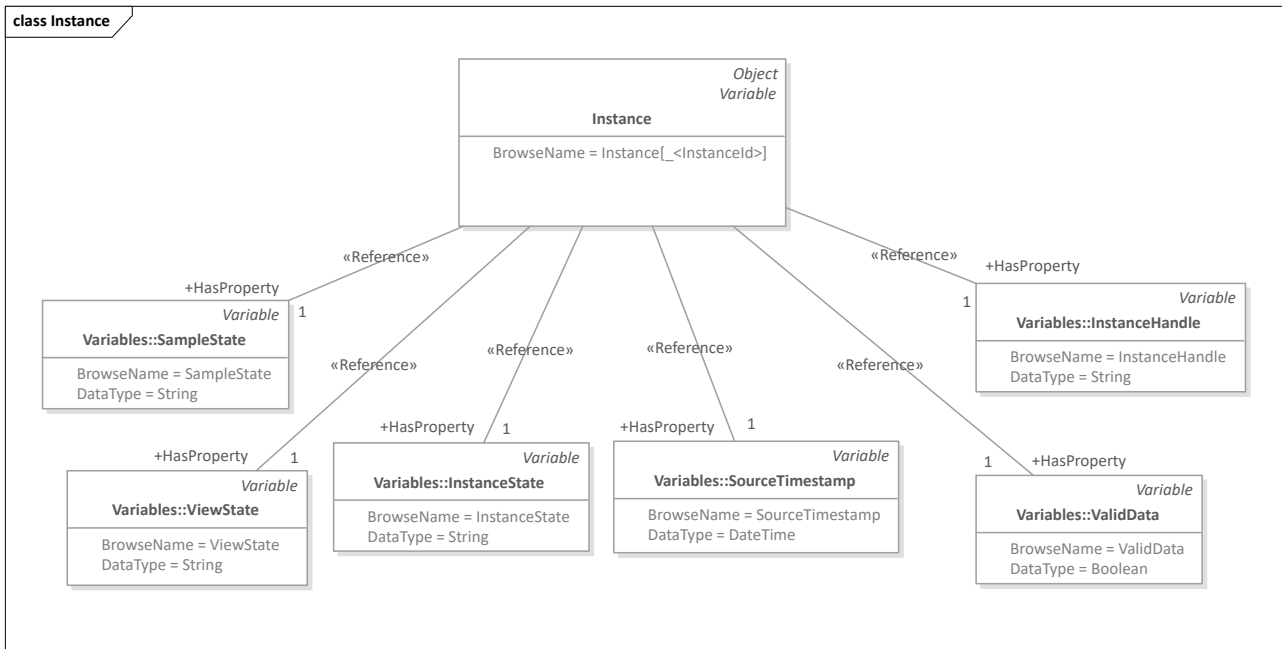 class Instance
Object
Variable
Instance
BrowseName = Instance[_<InstanceId>]
«Reference»
«Reference»
+HasProperty
+HasProperty
1
1
Variable
Variables::SampleState
BrowseName = SampleState
DataType = String
Variable
Variables::InstanceHandle
BrowseName = InstanceHandle
DataType = String
«Reference»
«Reference»
«Reference»
«Reference»
+HasProperty
1
Variable
Variables::ViewState
BrowseName = ViewState
DataType = String
+HasProperty
1
Variable
Variables::InstanceState
BrowseName = InstanceState
DataType = String
+HasProperty
1
Variable
Variables::SourceTimestamp
BrowseName = SourceTimestamp
DataType = DateTime
1
+HasProperty
Variable
Variables::ValidData
BrowseName = ValidData
DataType = Boolean